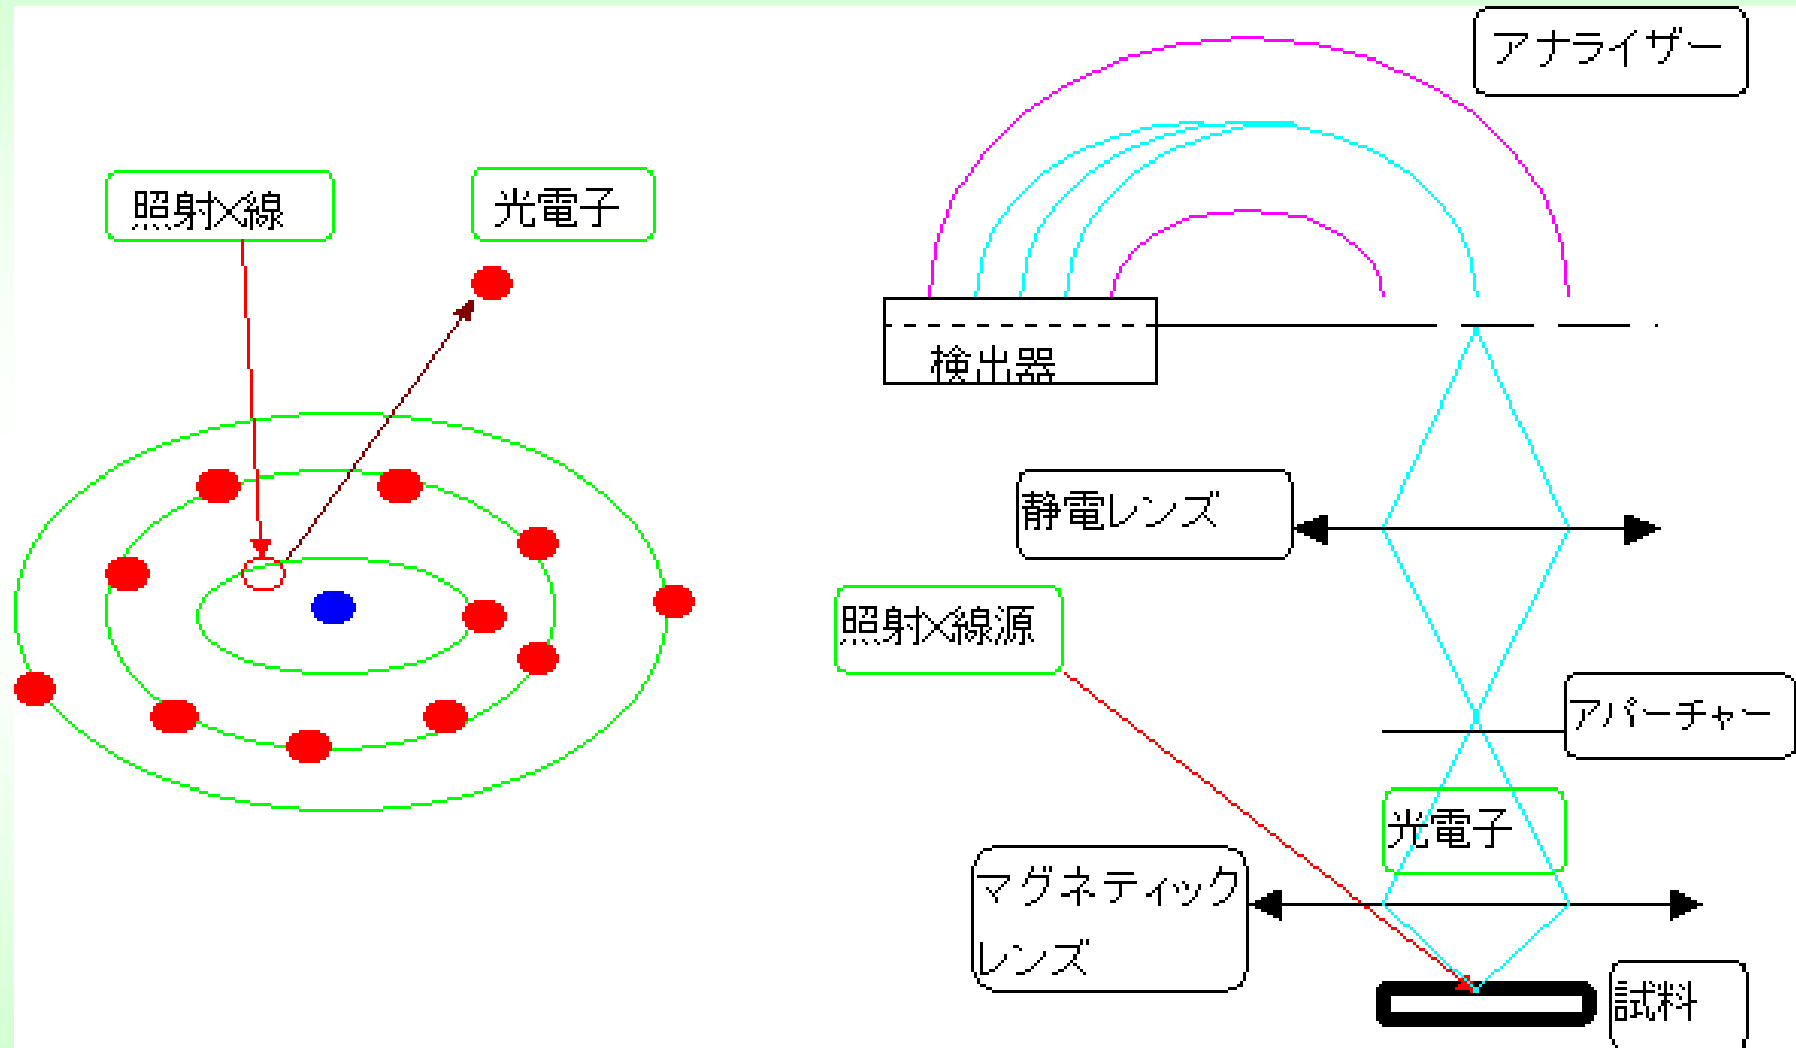 照射X線
光電子
アナライザー
検出器
静電レンズ
照射X線源
アパーチャー
光電子
マグネティック
レンズ
試料